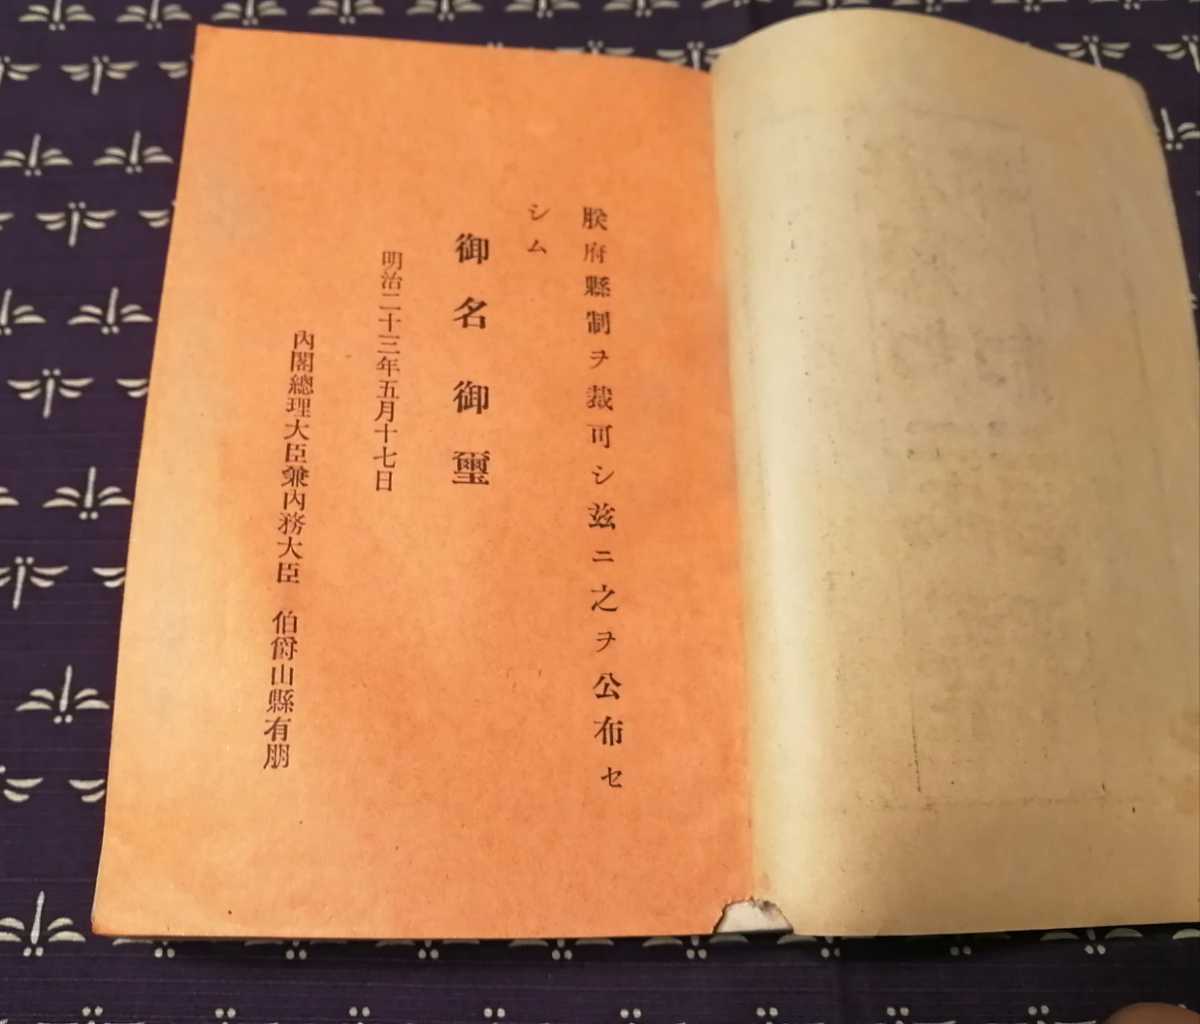 朕府縣制ヲ裁可シ玆ニ之ヲ公布セ
シム
御名御璽
明治二十三年五月十七日
內閣總理大臣兼內務大臣 伯爵山縣有朋